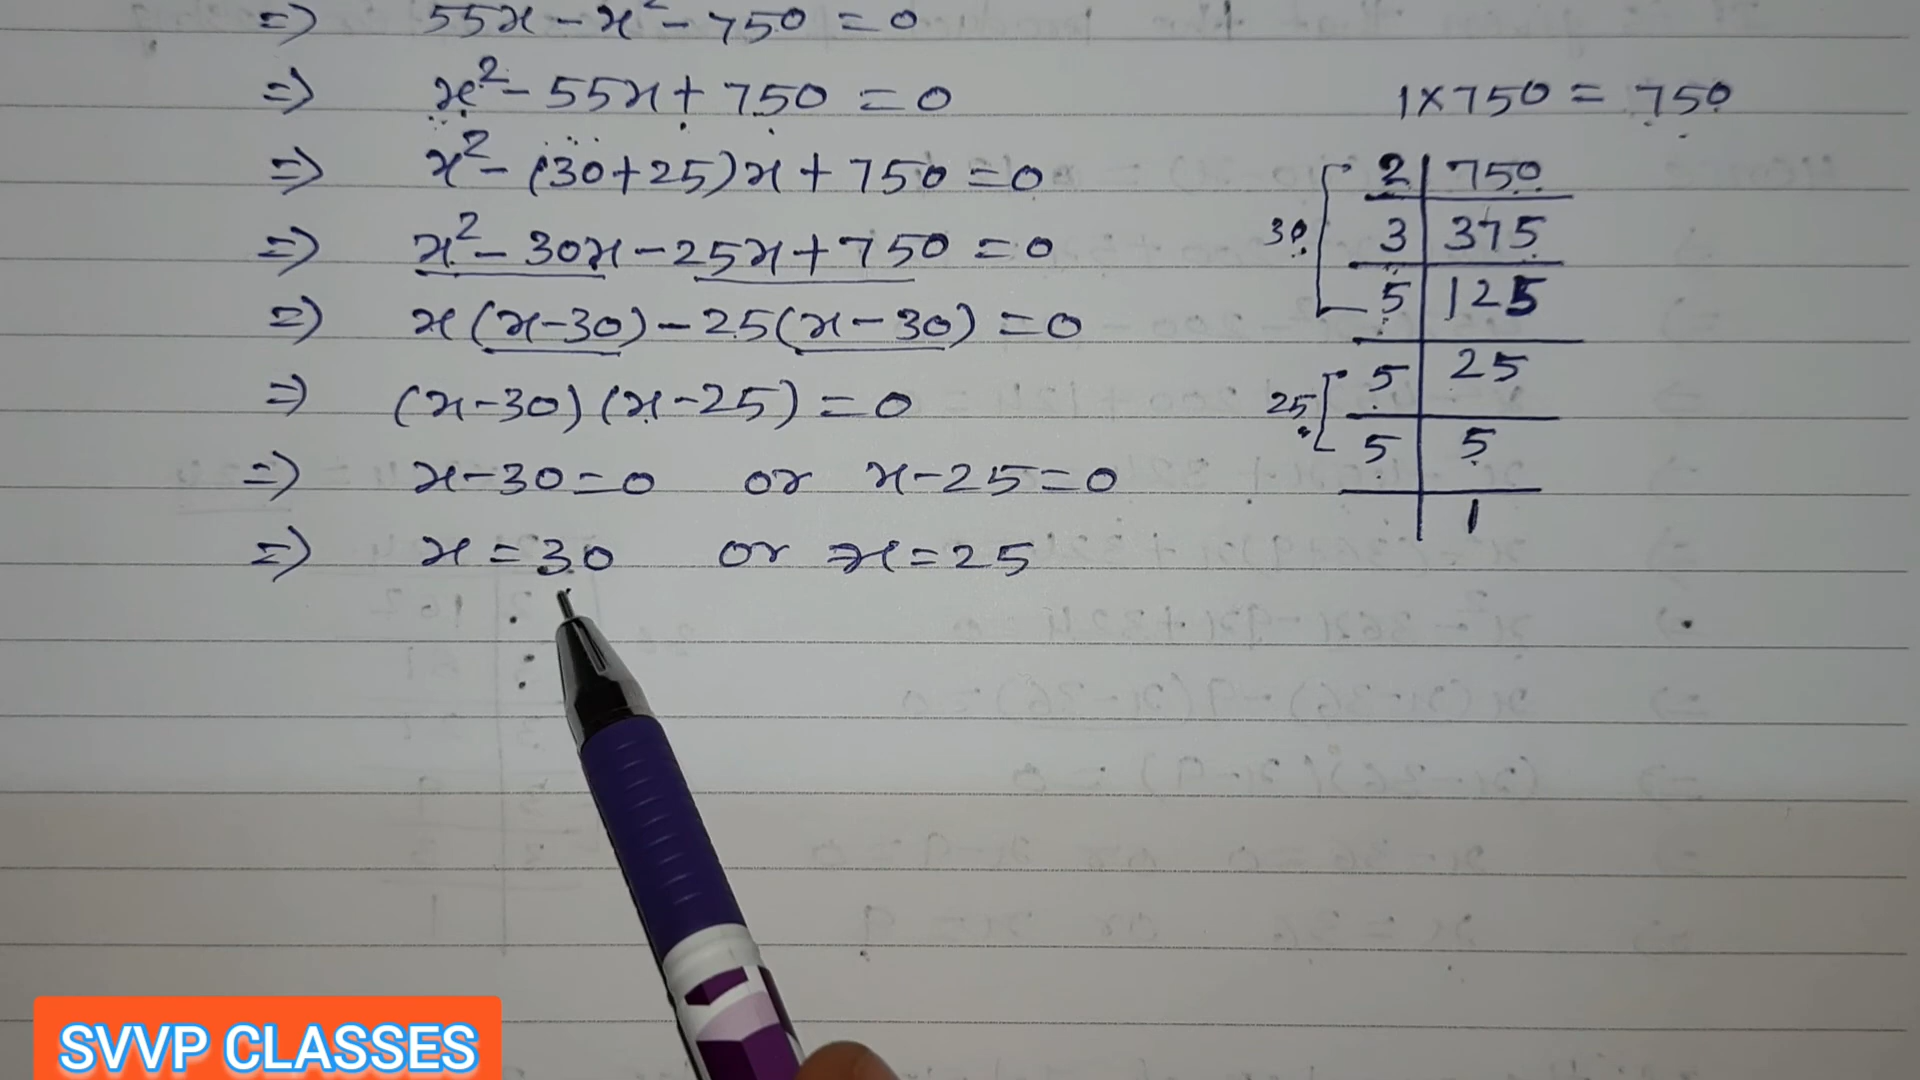 => 55x - x² - 750 = 0
=> x² - 55x + 750 = 0
=> x² - (30+25)x + 750 = 0
=> x² - 30x - 25x + 750 = 0
=> x(x-30) - 25(x-30) = 0
=> (x-30)(x-25) = 0
=> x-30=0 or x-25=0
=> x=30 or x=25
1×750 = 750
2 | 750
30 3 | 375
5 | 125
5 | 25
25
5 | 5
1
SVVP CLASSES